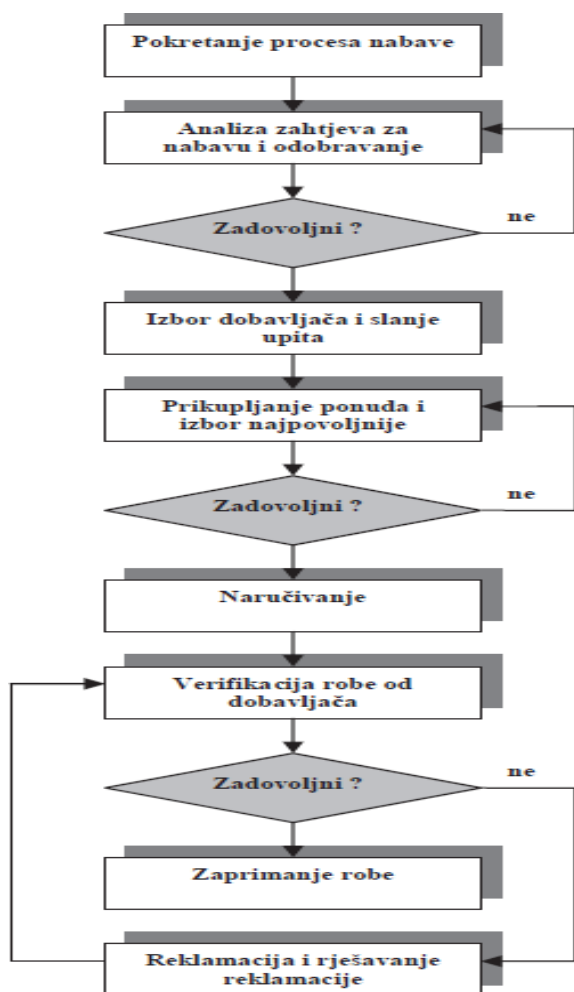 Pokretanje procesa nabave
Analiza zahtjeva za
nabavu i odobravanje
Zadovoljni ?
ne
Izbor dobavljača i slanje
upita
Prikupljanje ponuda i
izbor najpovoljnije
Zadovoljni ?
ne
Naručivanje
Verifikacija robe od
dobavljača
Zadovoljni ?
ne
Zaprimanje robe
Reklamacija i rješavanje
reklamacije